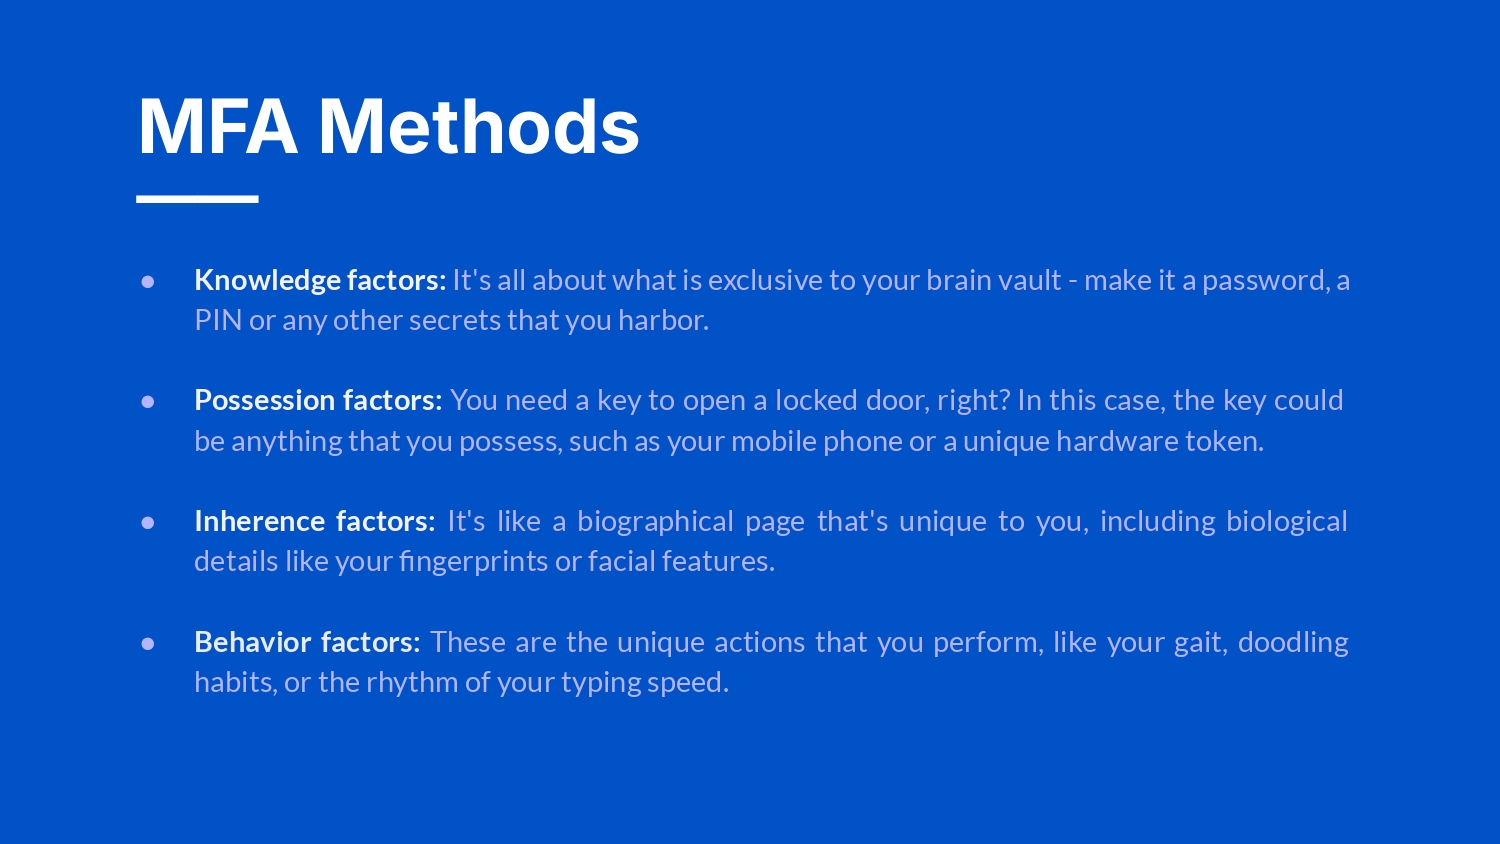 MFA Methods
● Knowledge factors: It's all about what is exclusive to your brain vault - make it a password, a
PIN or any other secrets that you harbor.
● Possession factors: You need a key to open a locked door, right? In this case, the key could
be anything that you possess, such as your mobile phone or a unique hardware token.
● Inherence factors: It's like a biographical page that's unique to you, including biological
details like your fingerprints or facial features.
● Behavior factors: These are the unique actions that you perform, like your gait, doodling
habits, or the rhythm of your typing speed.